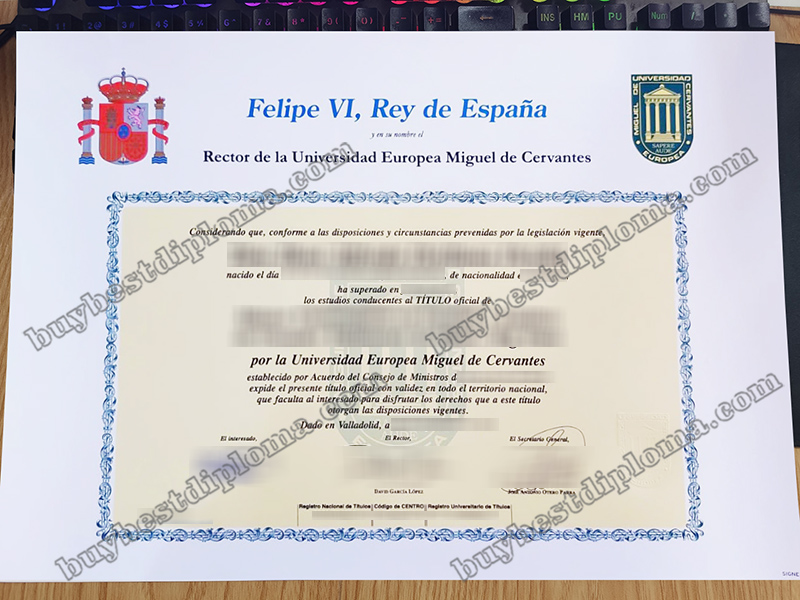 INS HM PU Num
Felipe VI, Rey de España
y en su nombre el
Rector de la Universidad Europea Miguel de Cervantes
UNIVERSIDAD
MIGUEL DE CERVANTES
SAPERE
AUDE
EUROPEA
Considerando que, conforme a las disposiciones y circunstancias prevenidas por la legislación vigente,
nacido el día , de nacionalidad
ha superado en
los estudios conducentes al TÍTULO oficial de
por la Universidad Europea Miguel de Cervantes
establecido por Acuerdo del Consejo de Ministros d
expide el presente título oficial con validez en todo el territorio nacional,
que faculta al interesado para disfrutar los derechos que a este título
otorgan las disposiciones vigentes.
Dado en Valladolid, a
El interesado, El Rector, El Secretario General,
DAVID GARCÍA LÓPEZ JOSÉ ANTONIO OTERO PARRA
Registro Nacional de Títulos Código de CENTRO Registro Universitario de Títulos
SIGNE
buybestdiploma.com
buybestdiploma.com
buybestdiploma.com
buybestdiploma.com
buybestdiploma.com
buybestdiploma.com